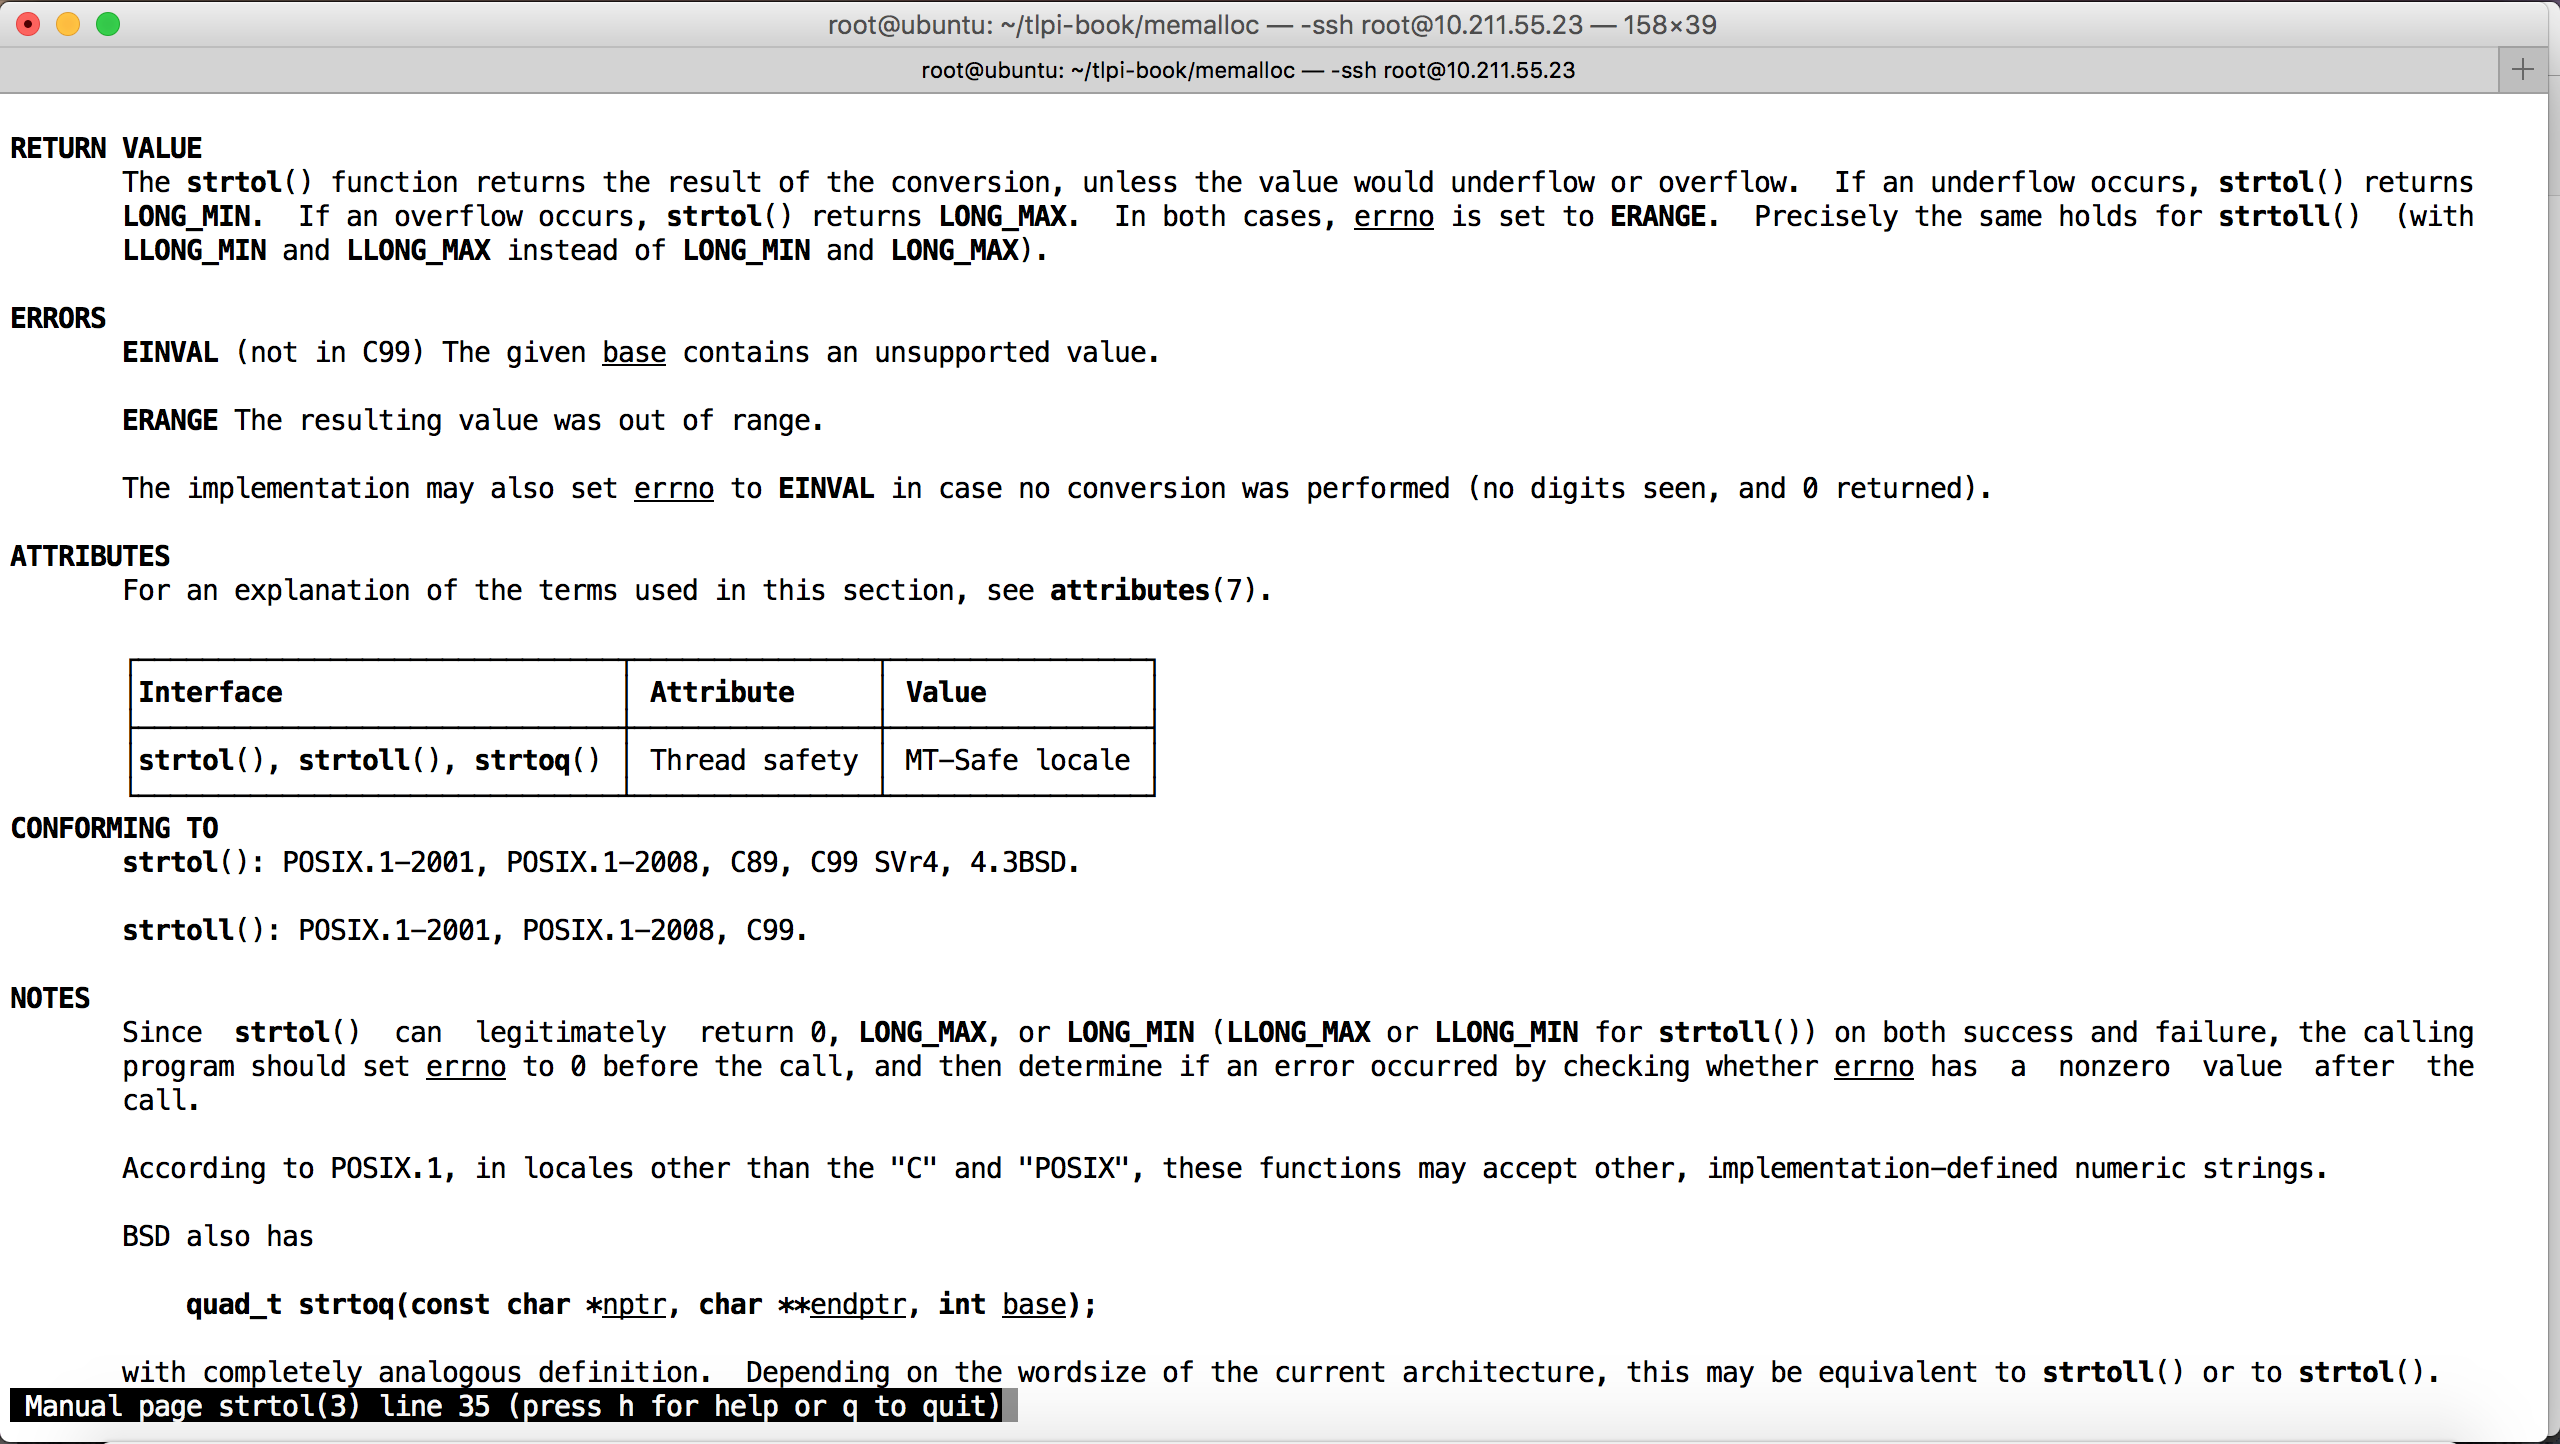 root@ubuntu: ~/tlpi-book/memalloc — -ssh root@10.211.55.23 — 158×39
root@ubuntu: ~/tlpi-book/memalloc — -ssh root@10.211.55.23
RETURN VALUE
The strtol() function returns the result of the conversion, unless the value would underflow or overflow.  If an underflow occurs, strtol() returns
LONG_MIN.  If an overflow occurs, strtol() returns LONG_MAX.  In both cases, errno is set to ERANGE.  Precisely the same holds for strtoll()  (with
LLONG_MIN and LLONG_MAX instead of LONG_MIN and LONG_MAX).
ERRORS
EINVAL (not in C99) The given base contains an unsupported value.
ERANGE The resulting value was out of range.
The implementation may also set errno to EINVAL in case no conversion was performed (no digits seen, and 0 returned).
ATTRIBUTES
For an explanation of the terms used in this section, see attributes(7).
Interface Attribute Value
strtol(), strtoll(), strtoq() Thread safety MT-Safe locale
CONFORMING TO
strtol(): POSIX.1-2001, POSIX.1-2008, C89, C99 SVr4, 4.3BSD.
strtoll(): POSIX.1-2001, POSIX.1-2008, C99.
NOTES
Since  strtol()  can  legitimately  return 0, LONG_MAX, or LONG_MIN (LLONG_MAX or LLONG_MIN for strtoll()) on both success and failure, the calling
program should set errno to 0 before the call, and then determine if an error occurred by checking whether errno has  a  nonzero  value  after  the
call.
According to POSIX.1, in locales other than the "C" and "POSIX", these functions may accept other, implementation-defined numeric strings.
BSD also has
quad_t strtoq(const char *nptr, char **endptr, int base);
with completely analogous definition.  Depending on the wordsize of the current architecture, this may be equivalent to strtoll() or to strtol().
Manual page strtol(3) line 35 (press h for help or q to quit)